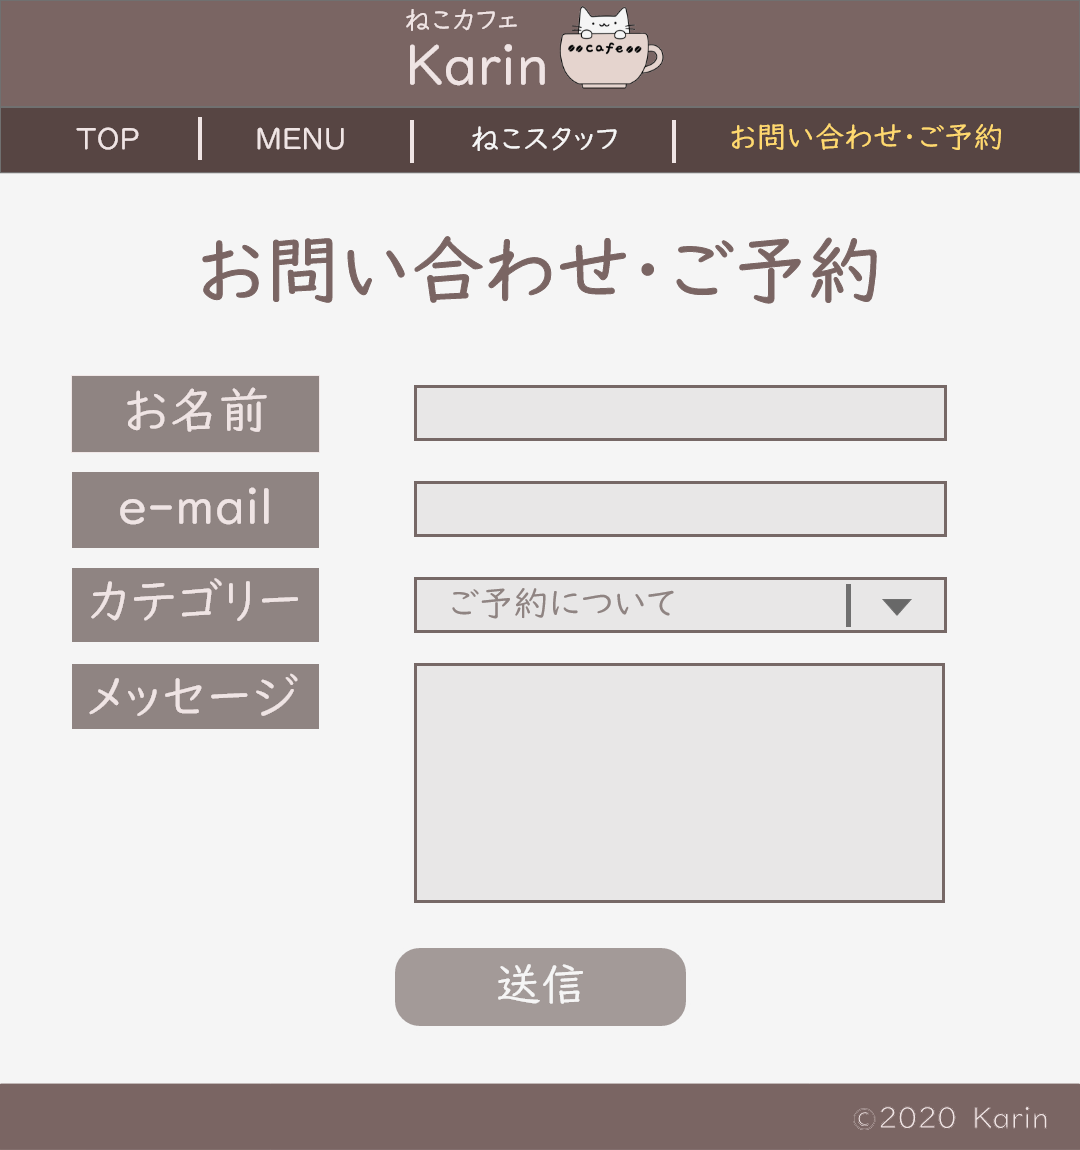 ねこカフェ
Karin
cafe
TOP
MENU
ねこスタッフ
お問い合わせ・ご予約
お問い合わせ・ご予約
お名前
e-mail
カテゴリー
ご予約について
メッセージ
送信
©2020 Karin